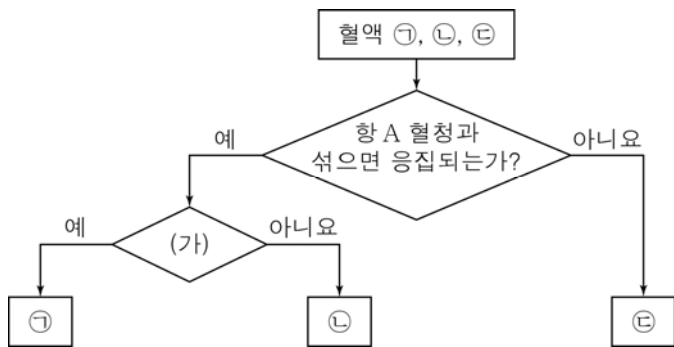 혈액 ㉠, ㉡, ㉢
항 A 혈청과
섞으면 응집되는가?
예
아니요
(가)
예
아니요
㉠
㉡
㉢